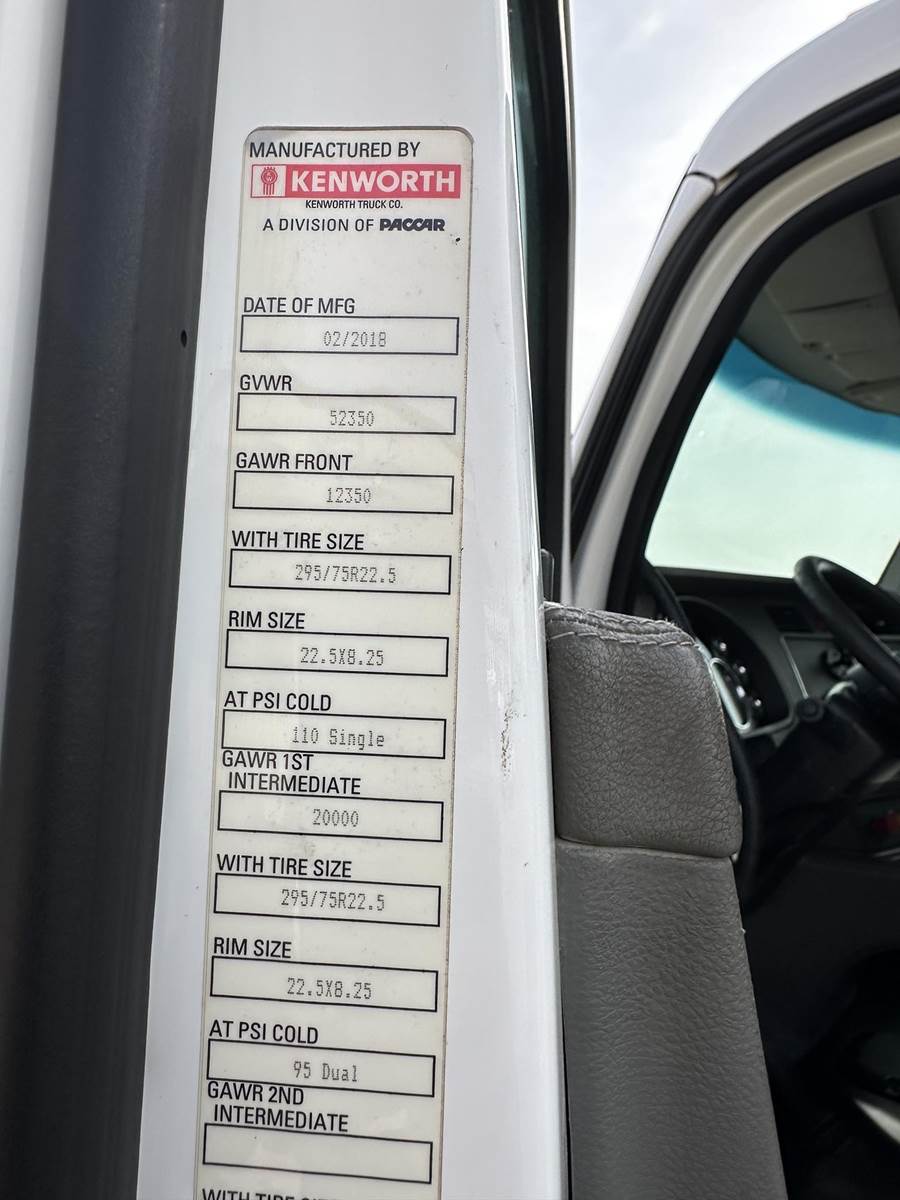 MANUFACTURED BY
KENWORTH
KENWORTH TRUCK CO.
A DIVISION OF PACCAR
DATE OF MFG
02/2018
GVWR
52350
GAWR FRONT
12350
WITH TIRE SIZE
295/75R22.5
RIM SIZE
22.5X8.25
AT PSI COLD
110 Single
GAWR 1ST
INTERMEDIATE
20000
WITH TIRE SIZE
295/75R22.5
RIM SIZE
22.5X8.25
AT PSI COLD
95 Dual
GAWR 2ND
INTERMEDIATE
WITH TIRE